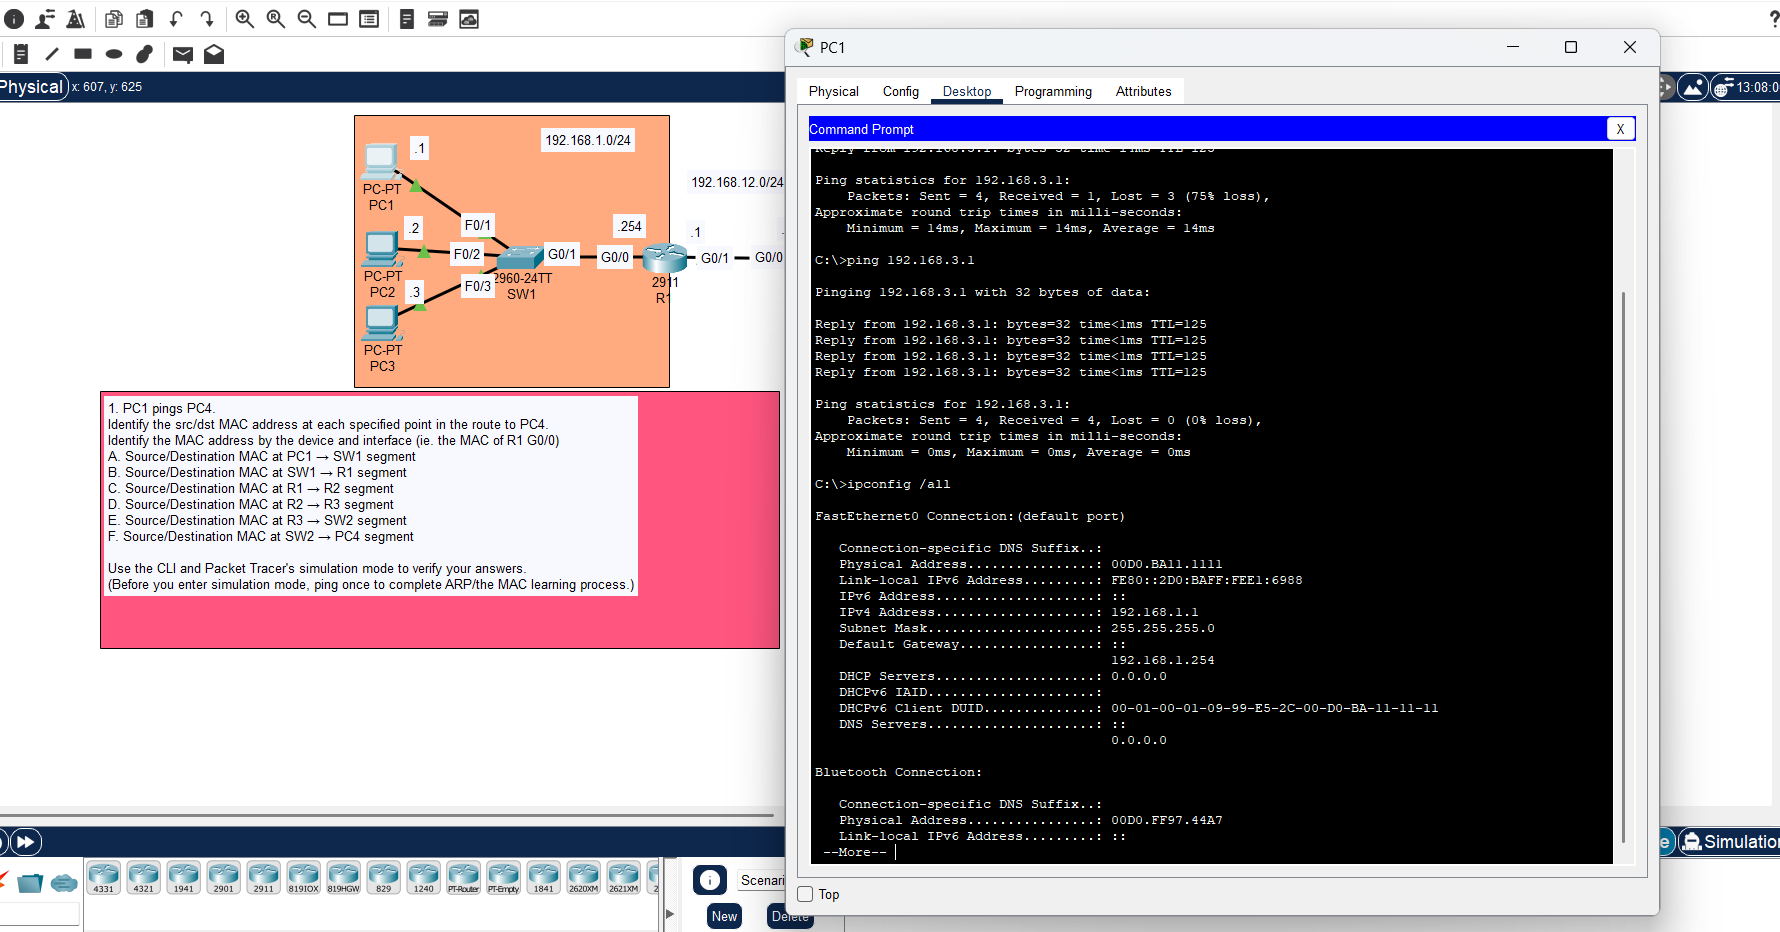 PC1
Physical
x: 607, y: 625
Physical
Config
Desktop
Programming
Attributes
13:08:0
Command Prompt
X
192.168.1.0/24
.1
PC-PT
PC1
192.168.12.0/24
.2
F0/1
.254
.1
F0/2
G0/1
G0/0
G0/1
G0/0
PC-PT
PC2
.3
F0/3
2960-24TT
SW1
2911
R1
PC-PT
PC3
1. PC1 pings PC4.
Identify the src/dst MAC address at each specified point in the route to PC4.
Identify the MAC address by the device and interface (ie. the MAC of R1 G0/0)
A. Source/Destination MAC at PC1 → SW1 segment
B. Source/Destination MAC at SW1 → R1 segment
C. Source/Destination MAC at R1 → R2 segment
D. Source/Destination MAC at R2 → R3 segment
E. Source/Destination MAC at R3 → SW2 segment
F. Source/Destination MAC at SW2 → PC4 segment
Use the CLI and Packet Tracer's simulation mode to verify your answers.
(Before you enter simulation mode, ping once to complete ARP/the MAC learning process.)
Reply from 192.168.3.1: bytes=32 time=14ms TTL=125
Ping statistics for 192.168.3.1:
Packets: Sent = 4, Received = 1, Lost = 3 (75% loss),
Approximate round trip times in milli-seconds:
Minimum = 14ms, Maximum = 14ms, Average = 14ms
C:\>ping 192.168.3.1
Pinging 192.168.3.1 with 32 bytes of data:
Reply from 192.168.3.1: bytes=32 time<1ms TTL=125
Reply from 192.168.3.1: bytes=32 time<1ms TTL=125
Reply from 192.168.3.1: bytes=32 time<1ms TTL=125
Reply from 192.168.3.1: bytes=32 time<1ms TTL=125
Ping statistics for 192.168.3.1:
Packets: Sent = 4, Received = 4, Lost = 0 (0% loss),
Approximate round trip times in milli-seconds:
Minimum = 0ms, Maximum = 0ms, Average = 0ms
C:\>ipconfig /all
FastEthernet0 Connection:(default port)
Connection-specific DNS Suffix..:
Physical Address................: 00D0.BA11.1111
Link-local IPv6 Address.........: FE80::2D0:BAFF:FEE1:6988
IPv6 Address....................: ::
IPv4 Address....................: 192.168.1.1
Subnet Mask.....................: 255.255.255.0
Default Gateway.................: ::
192.168.1.254
DHCP Servers....................: 0.0.0.0
DHCPv6 IAID.....................:
DHCPv6 Client DUID..............: 00-01-00-01-09-99-E5-2C-00-D0-BA-11-11-11
DNS Servers.....................: ::
0.0.0.0
Bluetooth Connection:
Connection-specific DNS Suffix..:
Physical Address................: 00D0.FF97.44A7
Link-local IPv6 Address.........: ::
--More--
Top
e
Simulation
4331
4321
1941
2901
2911
819IOX
819HGW
829
1240
PT-Router
PT-Empty
1841
2620XM
2621XM
2
Scenari
New
Delete